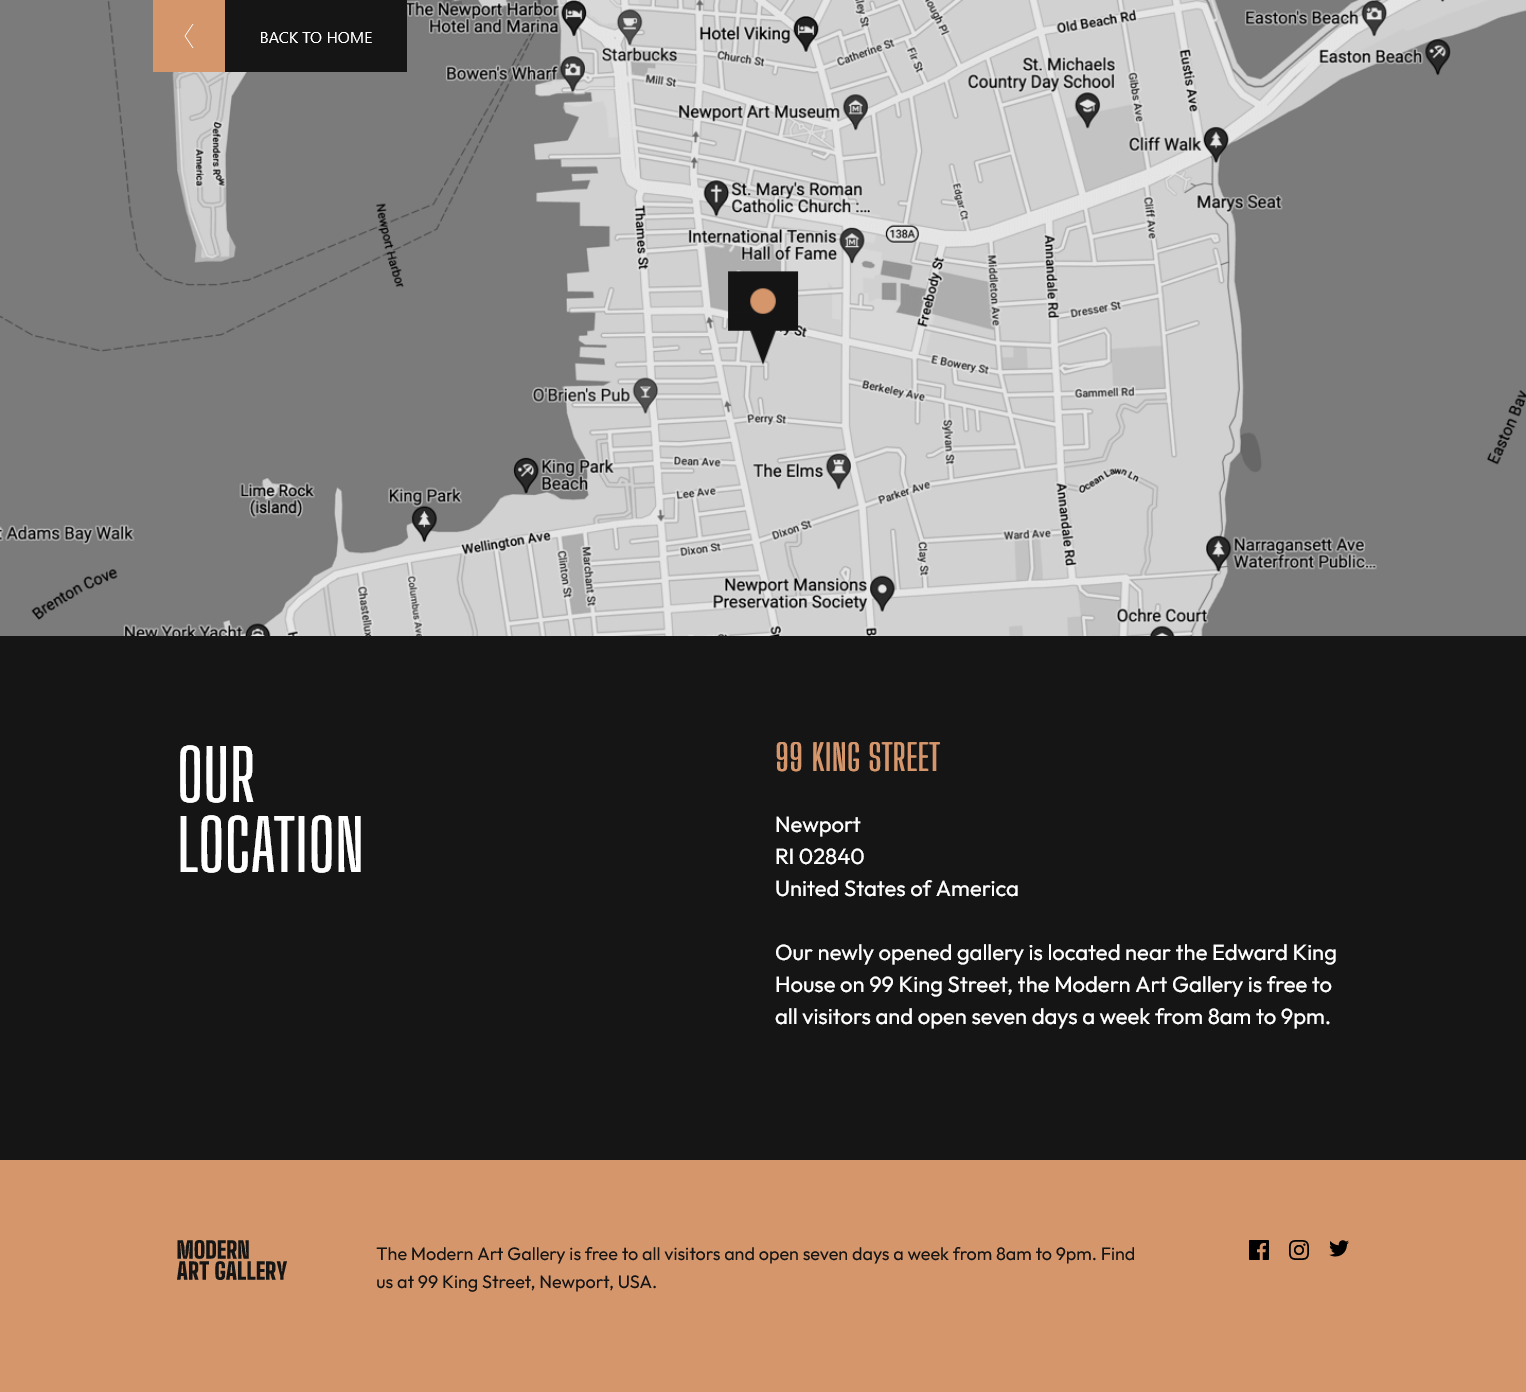 BACK TO HOME
The Newport Harbor
Hotel and Marina
Starbucks
Hotel Viking
Old Beach Rd
Easton's Beach
Easton Beach
Bowen's Wharf
Church St
Catherine St
Fir St
Mill St
St. Michaels
Country Day School
Gibbs Ave
Eustis Ave
Newport Art Museum
Cliff Walk
Defenders Row
America
Newport Harbor
Thames St
St. Mary's Roman
Catholic Church :...
Edgar Ct
Cliff Ave
Marys Seat
International Tennis
Hall of Fame
138A
Freebody St
Middleton Ave
Annandale Rd
Dresser St
E Bowery St
Berkeley Ave
Gammell Rd
O'Brien's Pub
Perry St
Sylvan St
Easton Bay
King Park
Beach
Dean Ave
The Elms
Ocean Lawn Ln
Lime Rock
(island)
King Park
Lee Ave
Parker Ave
Annandale Rd
Adams Bay Walk
Wellington Ave
Dixon St
Dixon St
Ward Ave
Clay St
Narragansett Ave
Waterfront Public...
Brenton Cove
Chastellux
Columbus Ave
Clinton St
Marchant St
Newport Mansions
Preservation Society
Ochre Court
New York Yacht
OUR
LOCATION
99 KING STREET
Newport
RI 02840
United States of America
Our newly opened gallery is located near the Edward King
House on 99 King Street, the Modern Art Gallery is free to
all visitors and open seven days a week from 8am to 9pm.
MODERN
ART GALLERY
The Modern Art Gallery is free to all visitors and open seven days a week from 8am to 9pm. Find
us at 99 King Street, Newport, USA.